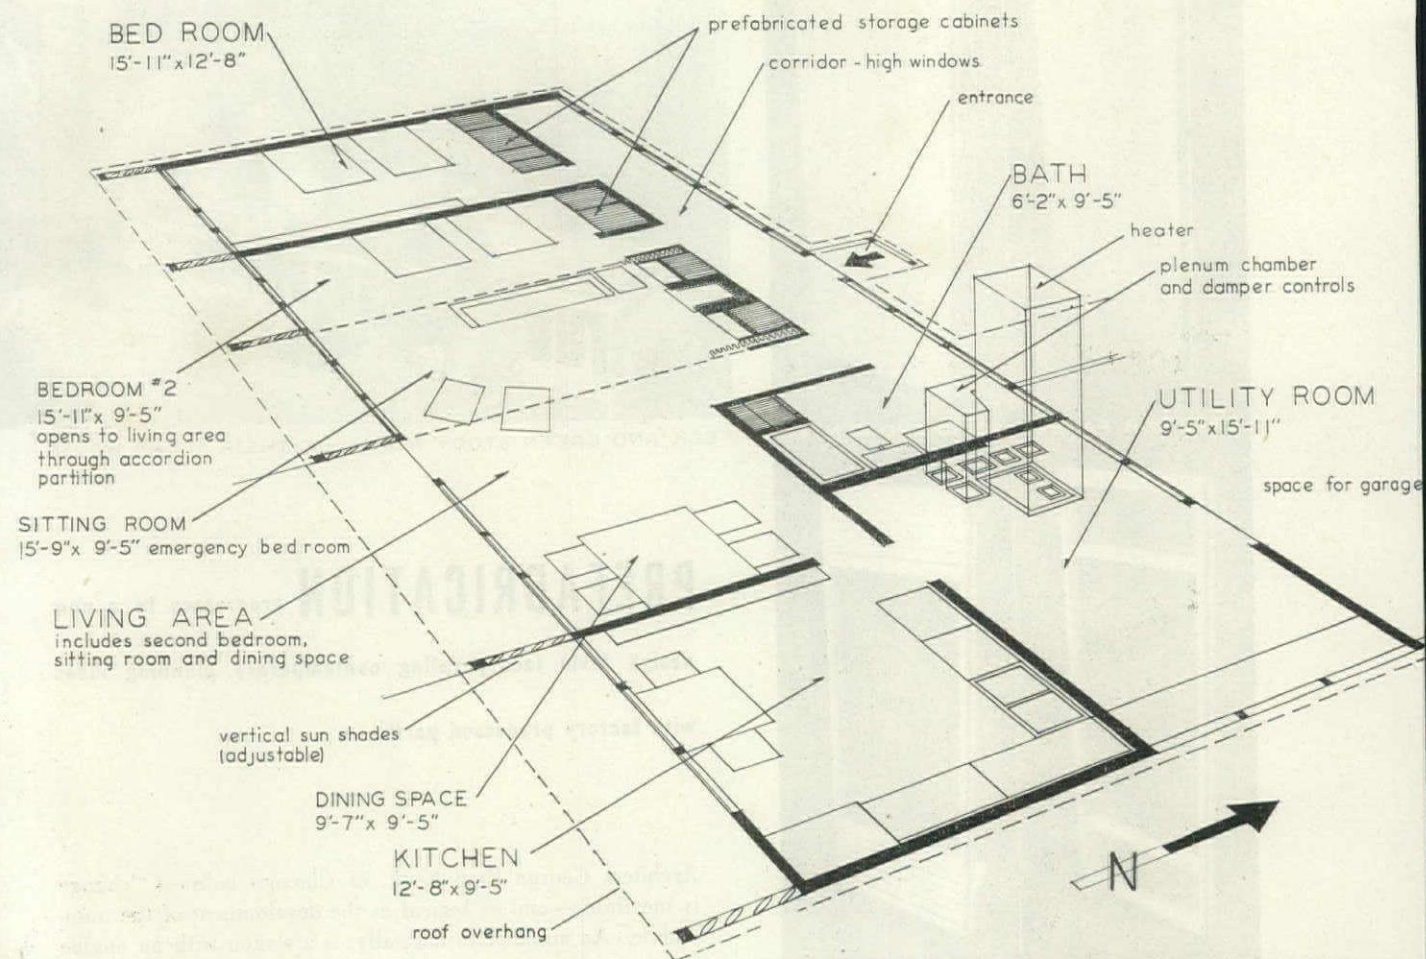 BED ROOM
15'-11" x 12'-8"
prefabricated storage cabinets
corridor - high windows
entrance
BATH
6'-2" x 9'-5"
heater
plenum chamber
and damper controls
BEDROOM #2
15'-11" x 9'-5"
opens to living area
through accordion
partition
UTILITY ROOM
9'-5" x 15'-11"
space for garage
SITTING ROOM
15'-9" x 9'-5" emergency bed room
LIVING AREA
includes second bedroom,
sitting room and dining space
PREFABRICATION
vertical sun shades
(adjustable)
DINING SPACE
9'-7" x 9'-5"
KITCHEN
12'-8" x 9'-5"
roof overhang
N